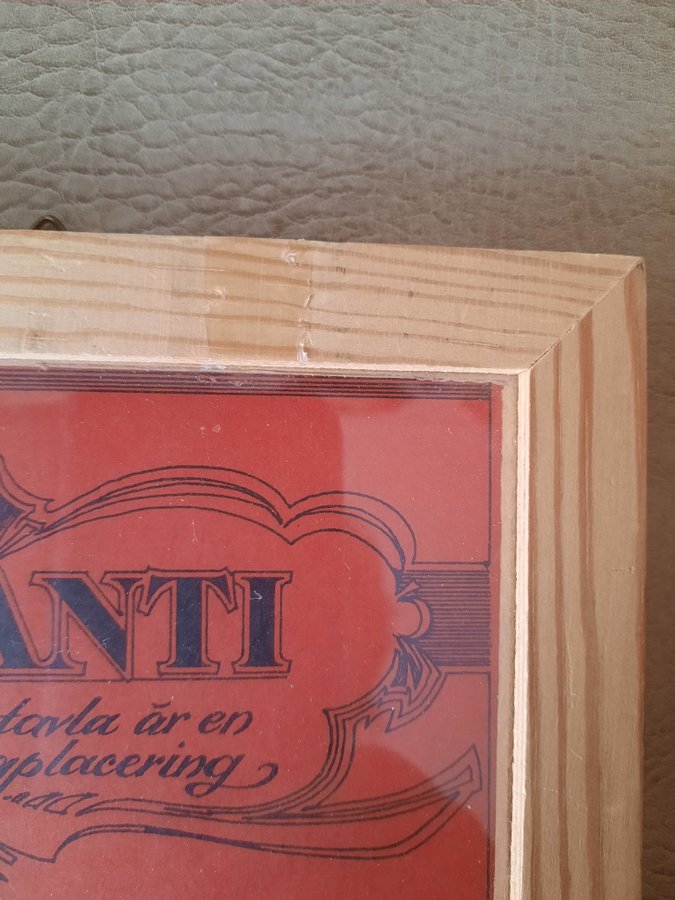 ANTI
tavla är en
placering